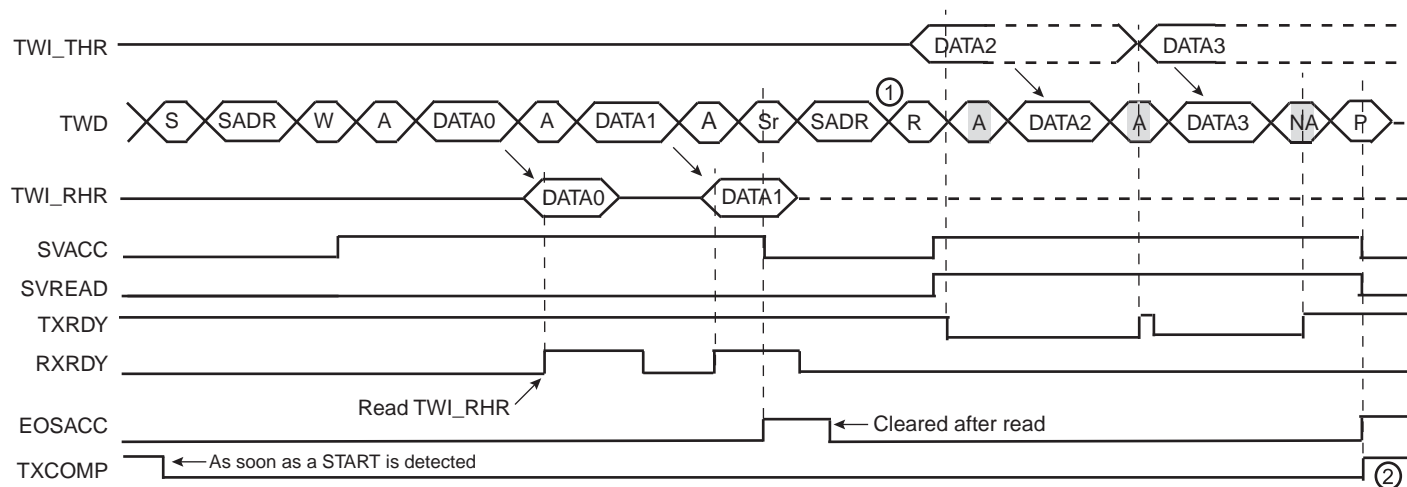 TWI_THR DATA2 DATA3
①
TWD S SADR W A DATA0 A DATA1 A Sr SADR R A DATA2 A DATA3 NA P
TWI_RHR DATA0 DATA1
SVACC
SVREAD
TXRDY
RXRDY
Read TWI_RHR
EOSACC Cleared after read
TXCOMP As soon as a START is detected ②